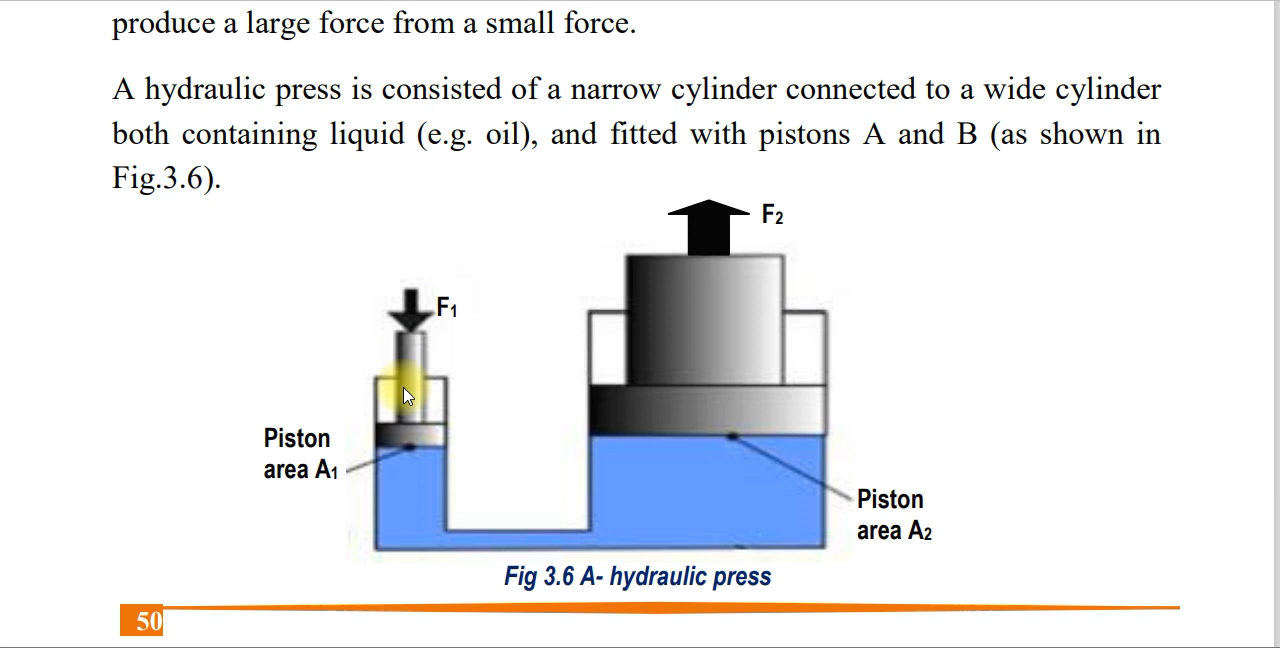 produce a large force from a small force.
A hydraulic press is consisted of a narrow cylinder connected to a wide cylinder
both containing liquid (e.g. oil), and fitted with pistons A and B (as shown in
Fig.3.6).
F2
F1
Piston
area A1
Piston
area A2
Fig 3.6 A- hydraulic press
50